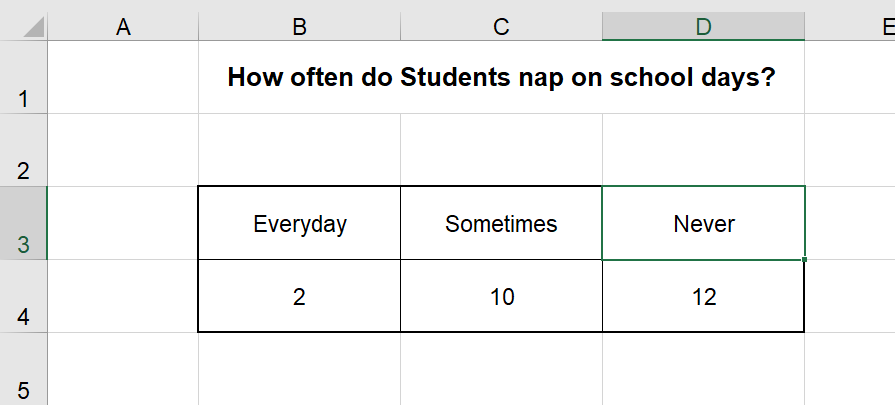 A B C D E
1 How often do Students nap on school days?
2
3 Everyday Sometimes Never
4 2 10 12
5